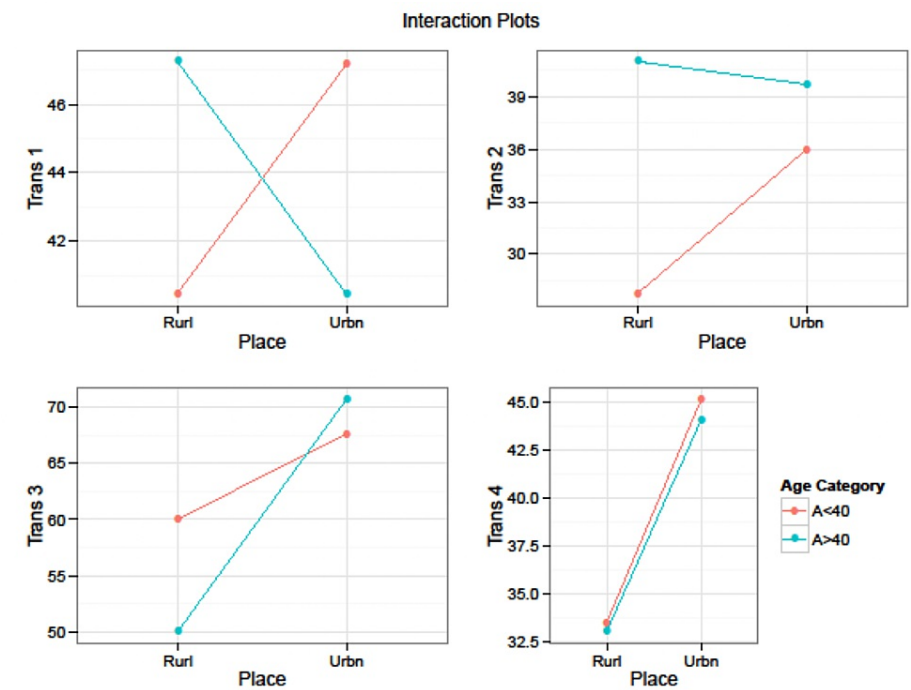 Interaction Plots
Trans 1
46
44
42
Rurl Urbn
Place
Trans 2
39
36
33
30
Rurl Urbn
Place
Trans 3
70
65
60
55
50
Rurl Urbn
Place
Trans 4
45.0
42.5
40.0
37.5
35.0
32.5
Rurl Urbn
Place
Age Category
A<40
A>40